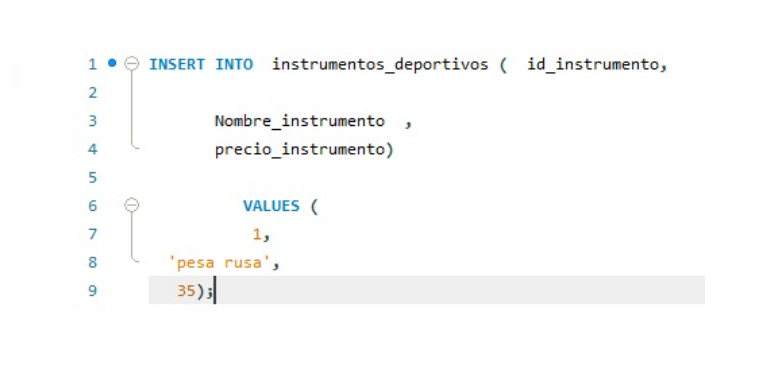 1 INSERT INTO instrumentos_deportivos ( id_instrumento,
2
3 Nombre_instrumento ,
4 precio_instrumento)
5
6 VALUES (
7 1,
8 'pesa rusa',
9 35);